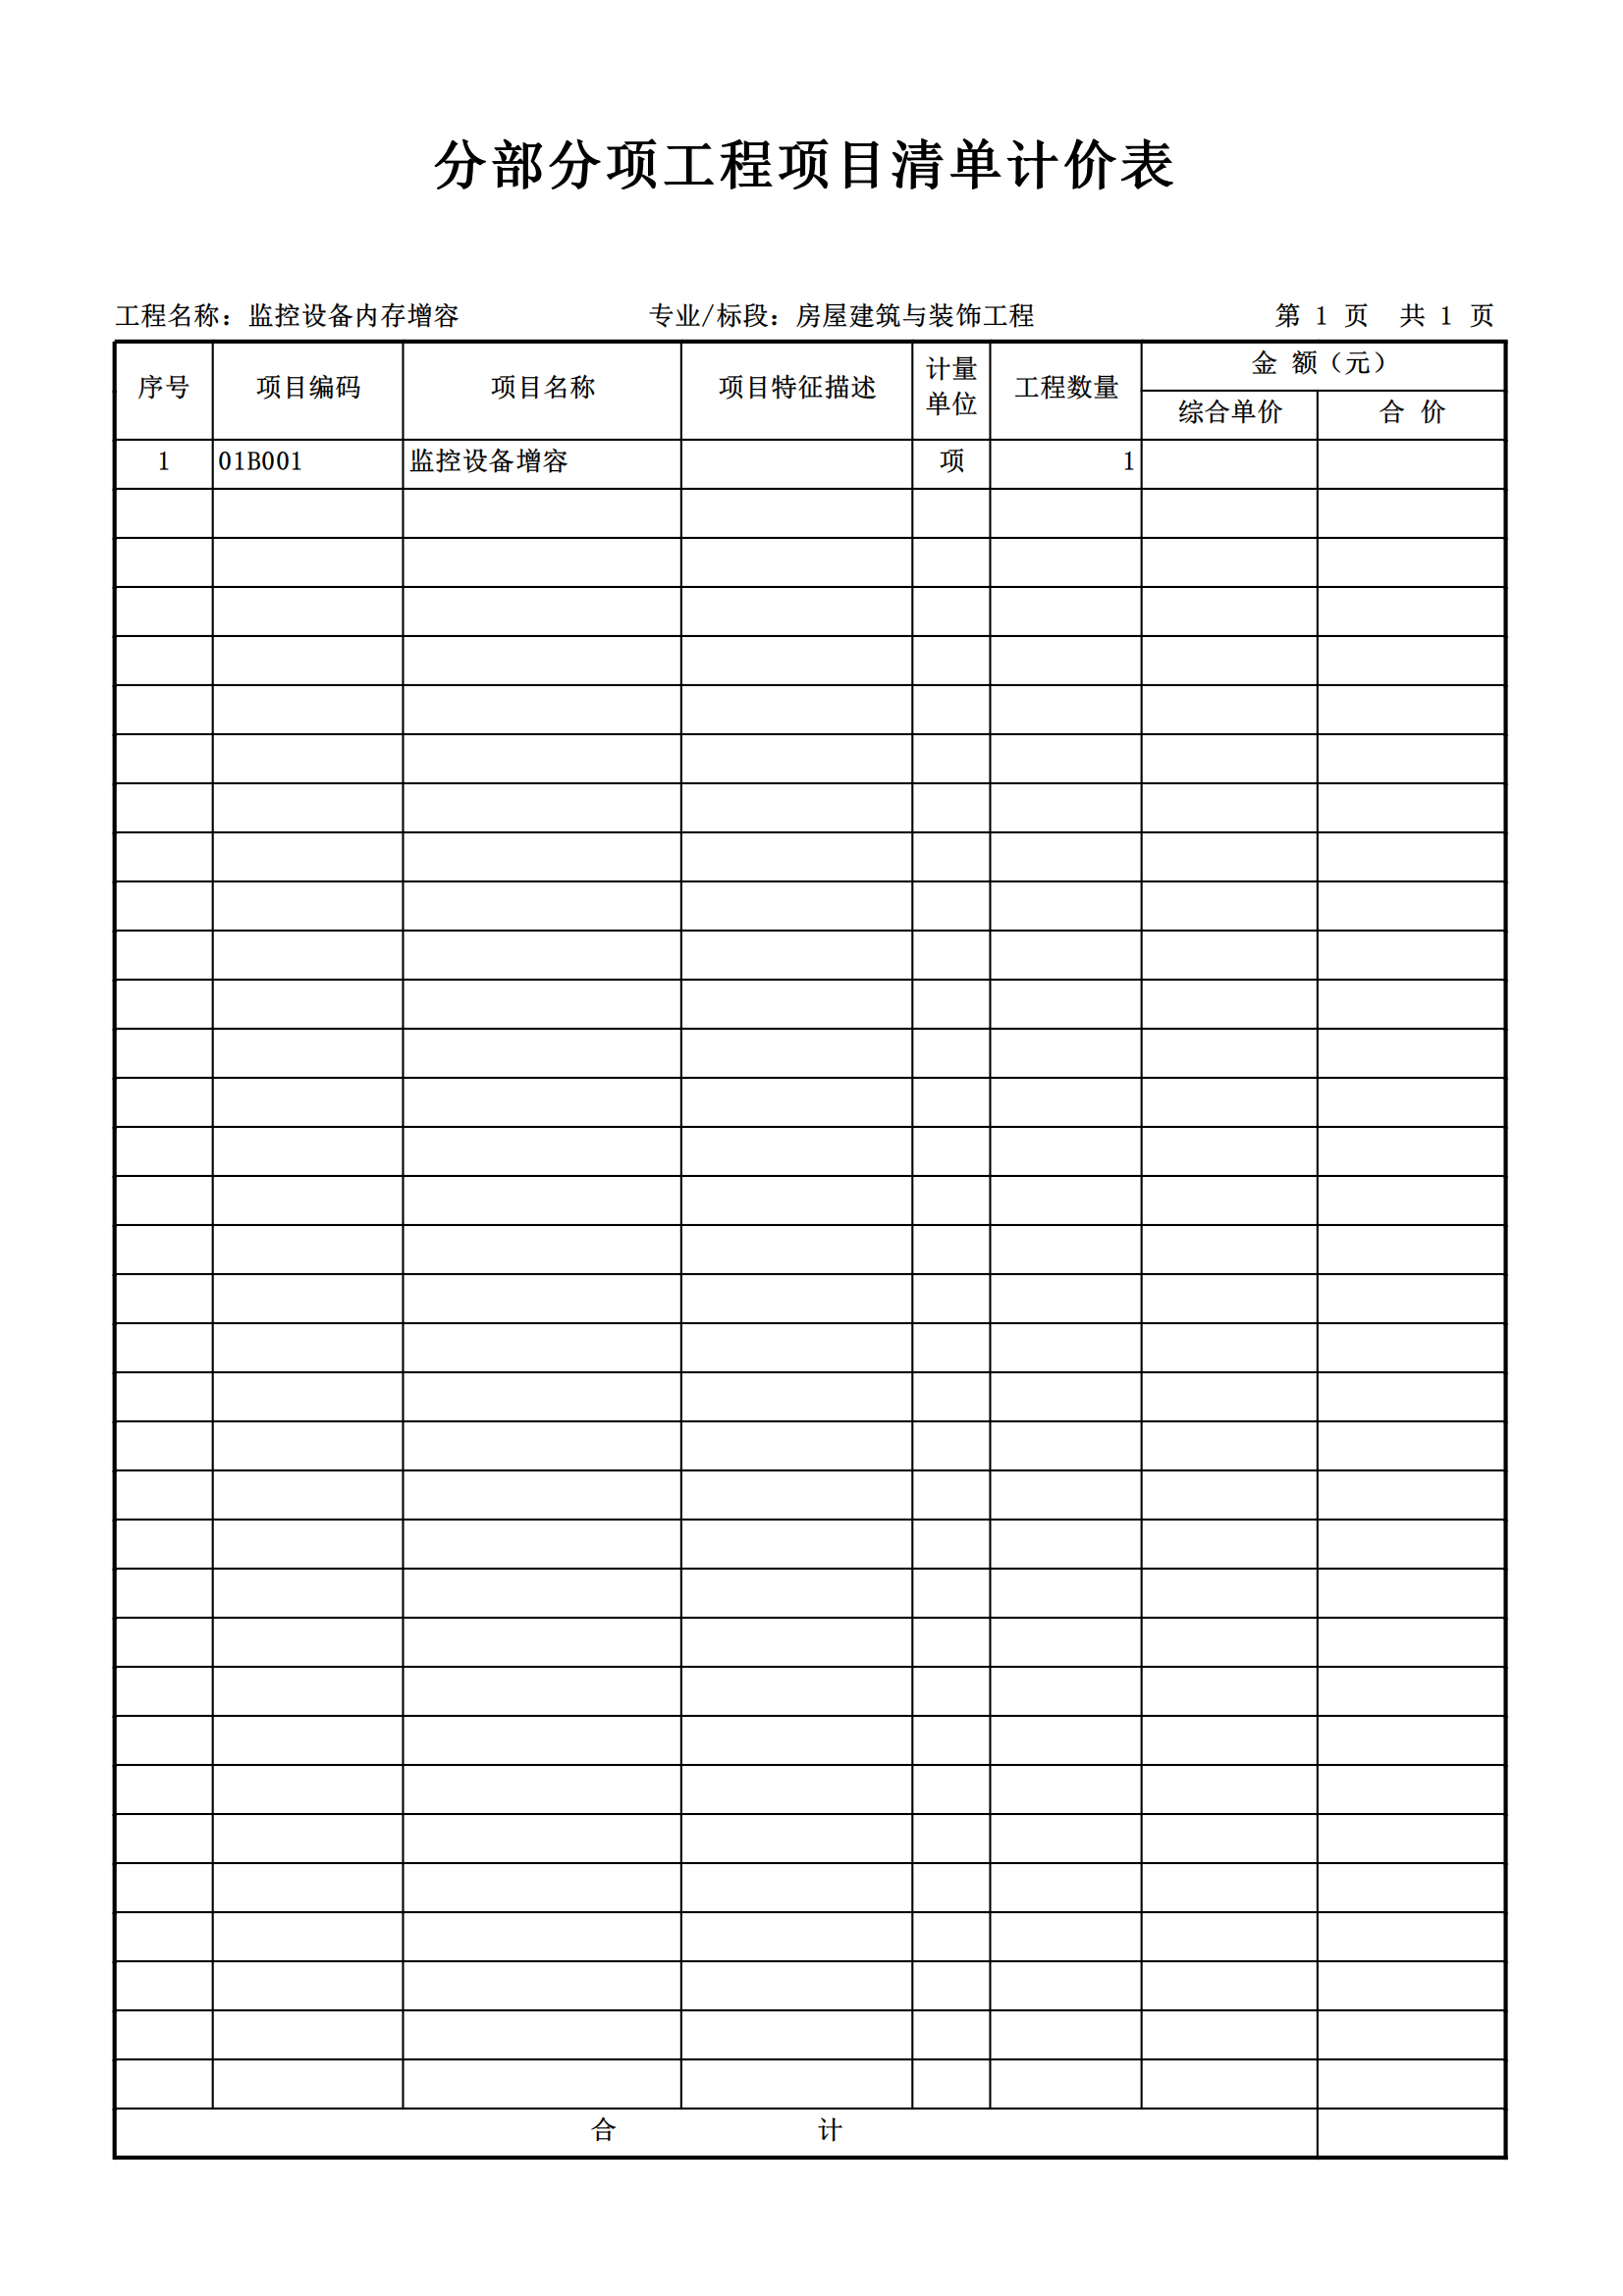 分部分项工程项目清单计价表
工程名称：监控设备内存增容 专业/标段：房屋建筑与装饰工程 第 1 页 共 1 页
序号 项目编码 项目名称 项目特征描述 计量单位 工程数量 金 额（元）
综合单价 合 价
1 01B001 监控设备增容 项 1
合 计